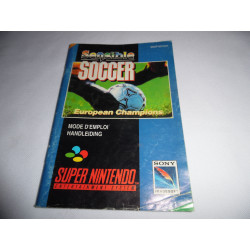 Sensible
SOCCER
European Champions
MODE D'EMPLOI
HANDLEIDING
SUPER NINTENDO
ENTERTAINMENT SYSTEM
SONY